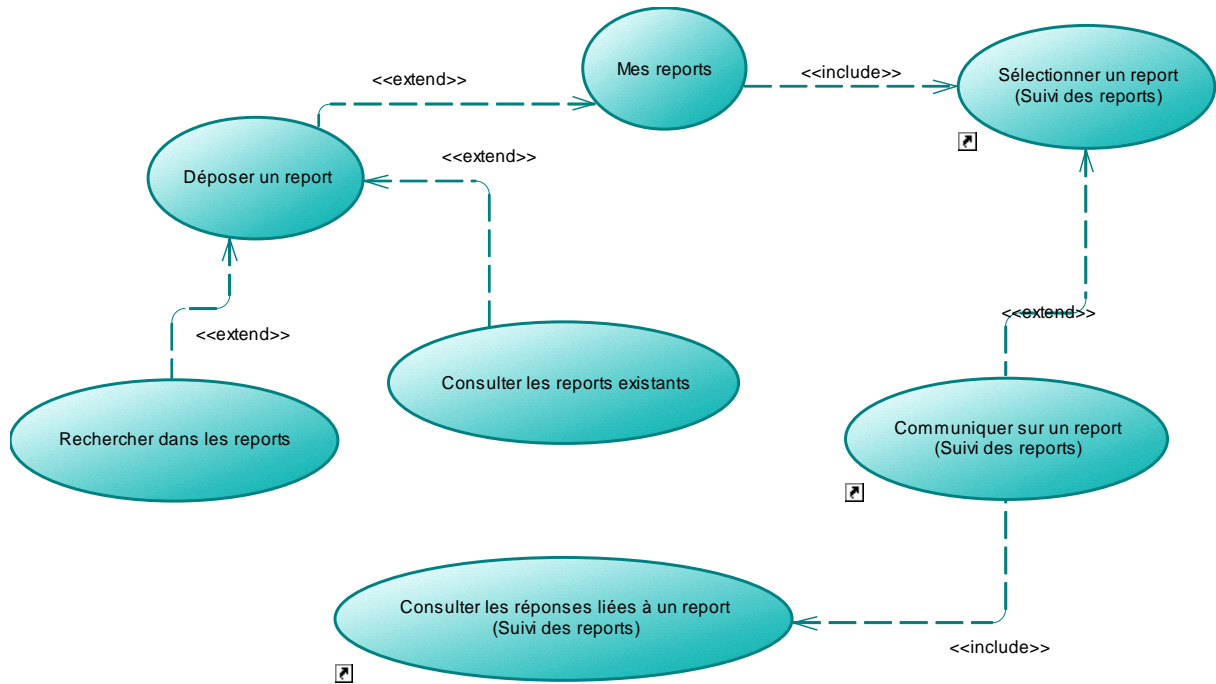 Mes reports
<<include>>
Sélectionner un report
(Suivi des reports)
<<extend>>
Déposer un report
<<extend>>
<<extend>>
<<extend>>
Consulter les reports existants
Rechercher dans les reports
Communiquer sur un report
(Suivi des reports)
Consulter les réponses liées à un report
(Suivi des reports)
<<include>>